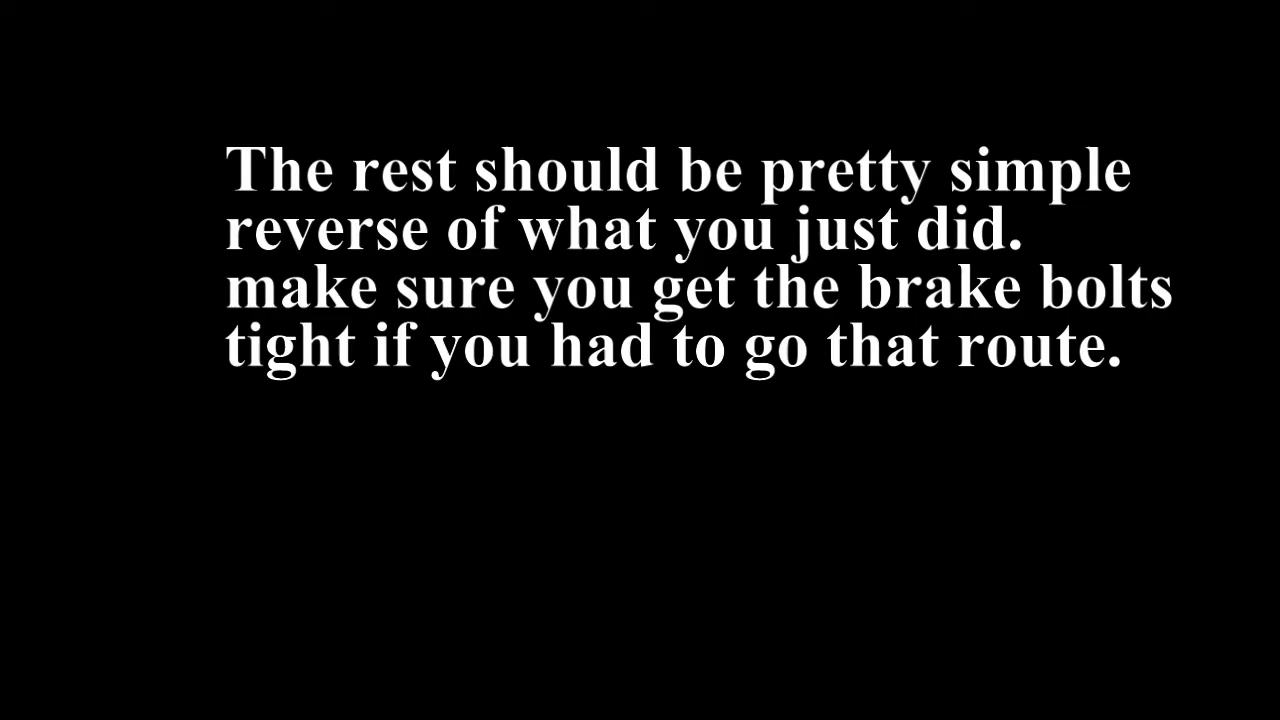 The rest should be pretty simple
reverse of what you just did.
make sure you get the brake bolts
tight if you had to go that route.